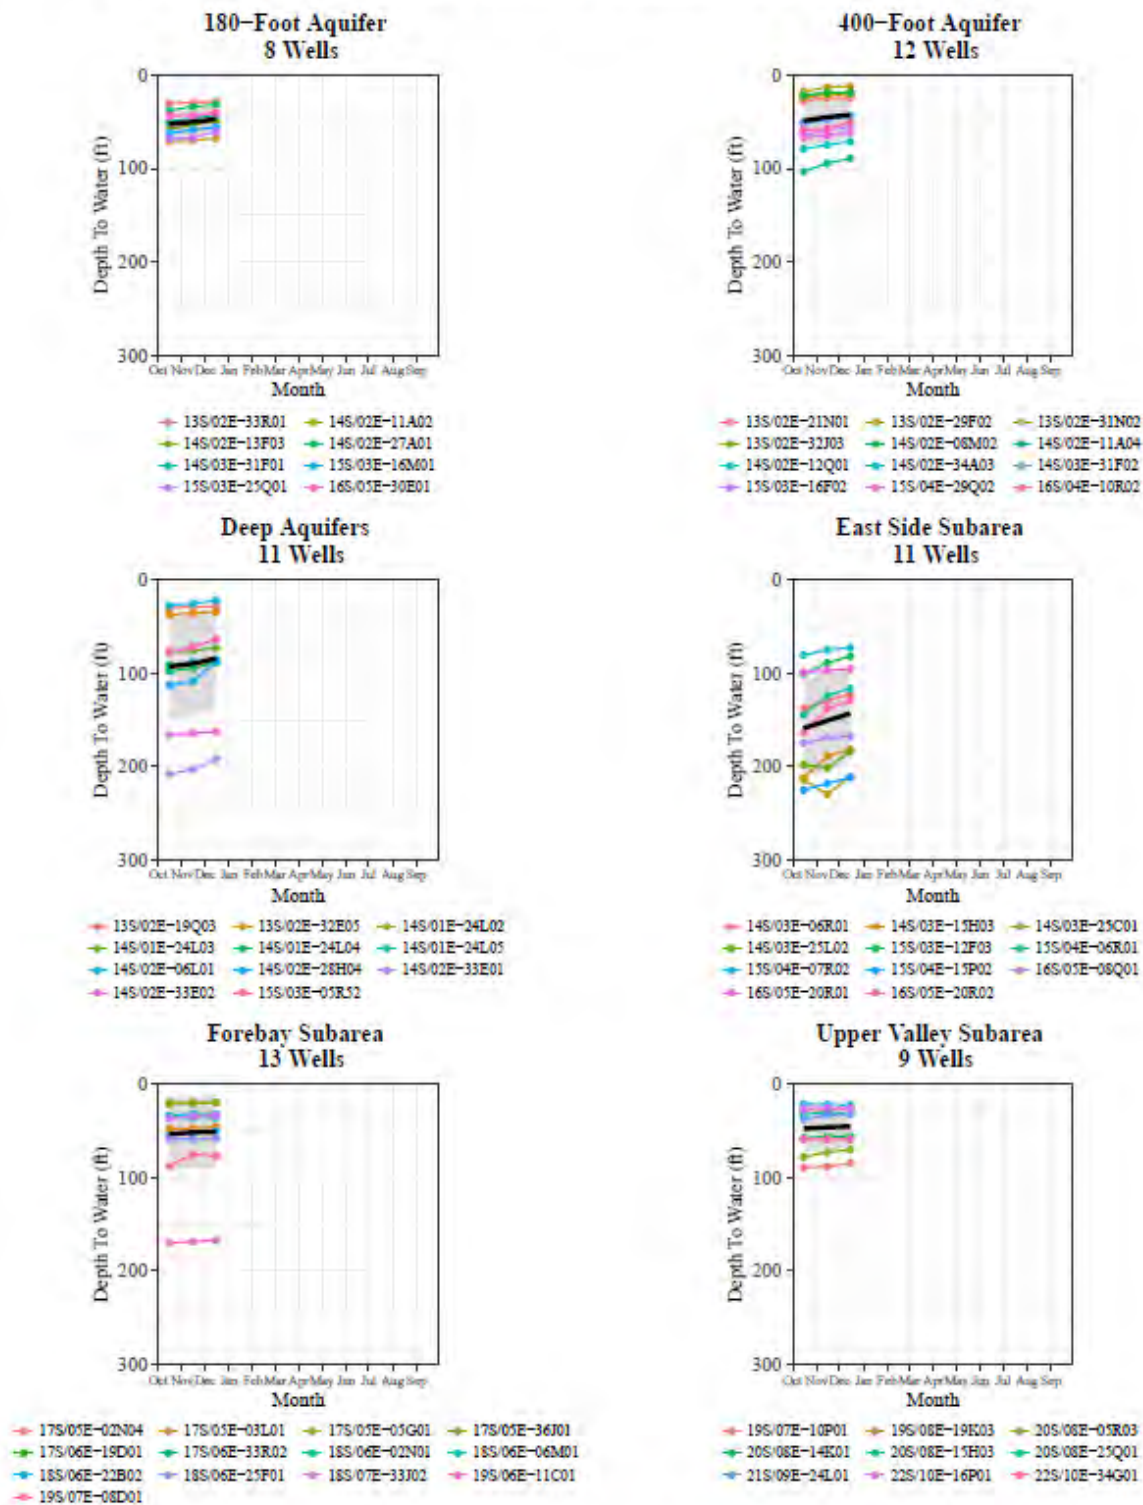 180−Foot Aquifer
8 Wells
0
100
200
300
Depth To Water (ft)
Oct Nov Dec Jan Feb Mar Apr May Jun Jul Aug Sep
Month
13S/02E−33R01 14S/02E−11A02
14S/02E−13F03 14S/02E−27A01
14S/03E−31F01 15S/03E−16M01
15S/03E−25Q01 16S/05E−30E01
400−Foot Aquifer
12 Wells
0
100
200
300
Depth To Water (ft)
Oct Nov Dec Jan Feb Mar Apr May Jun Jul Aug Sep
Month
13S/02E−21N01 13S/02E−29F02 13S/02E−31N02
13S/02E−32J03 14S/02E−08M02 14S/02E−11A04
14S/02E−12Q01 14S/02E−34A03 14S/03E−31F02
15S/03E−16F02 15S/04E−29Q02 16S/04E−10R02
Deep Aquifers
11 Wells
0
100
200
300
Depth To Water (ft)
Oct Nov Dec Jan Feb Mar Apr May Jun Jul Aug Sep
Month
13S/02E−19Q03 13S/02E−32E05 14S/01E−24L02
14S/01E−24L03 14S/01E−24L04 14S/01E−24L05
14S/02E−06L01 14S/02E−28H04 14S/02E−33E01
14S/02E−33E02 15S/03E−05R52
East Side Subarea
11 Wells
0
100
200
300
Depth To Water (ft)
Oct Nov Dec Jan Feb Mar Apr May Jun Jul Aug Sep
Month
14S/03E−06R01 14S/03E−15H03 14S/03E−25C01
14S/03E−25L02 15S/03E−12F03 15S/04E−06R01
15S/04E−07R02 15S/04E−15P02 16S/05E−08Q01
16S/05E−20R01 16S/05E−20R02
Forebay Subarea
13 Wells
0
100
200
300
Depth To Water (ft)
Oct Nov Dec Jan Feb Mar Apr May Jun Jul Aug Sep
Month
17S/05E−02N04 17S/05E−03L01 17S/05E−05G01 17S/05E−36J01
17S/06E−19D01 17S/06E−33R02 18S/06E−02N01 18S/06E−06M01
18S/06E−22B02 18S/06E−25F01 18S/07E−33J02 19S/06E−11C01
19S/07E−08D01
Upper Valley Subarea
9 Wells
0
100
200
300
Depth To Water (ft)
Oct Nov Dec Jan Feb Mar Apr May Jun Jul Aug Sep
Month
19S/07E−10P01 19S/08E−19K03 20S/08E−05R03
20S/08E−14K01 20S/08E−15H03 20S/08E−25Q01
21S/09E−24L01 22S/10E−16P01 22S/10E−34G01